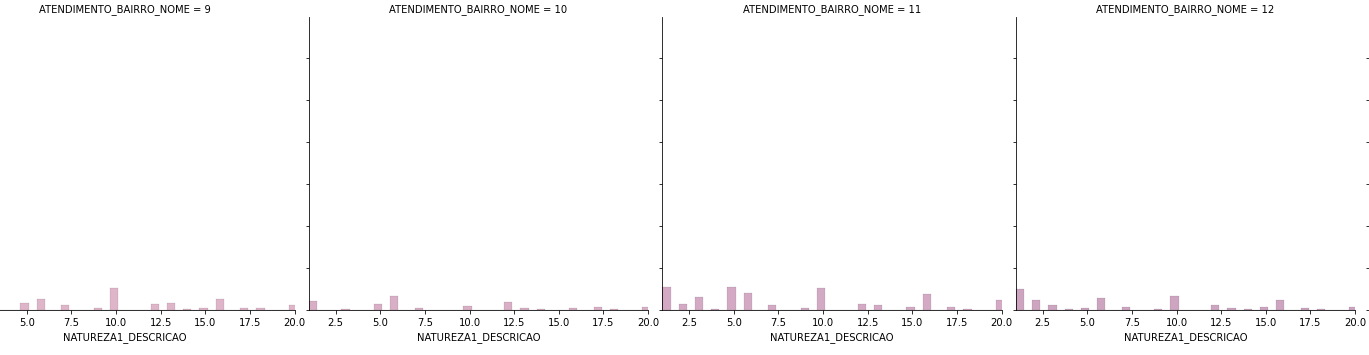 ATENDIMENTO_BAIRRO_NOME = 9 ATENDIMENTO_BAIRRO_NOME = 10 ATENDIMENTO_BAIRRO_NOME = 11 ATENDIMENTO_BAIRRO_NOME = 12
5.0 7.5 10.0 12.5 15.0 17.5 20.0 2.5 5.0 7.5 10.0 12.5 15.0 17.5 20.0 2.5 5.0 7.5 10.0 12.5 15.0 17.5 20.0 2.5 5.0 7.5 10.0 12.5 15.0 17.5 20.0
NATUREZA1_DESCRICAO NATUREZA1_DESCRICAO NATUREZA1_DESCRICAO NATUREZA1_DESCRICAO